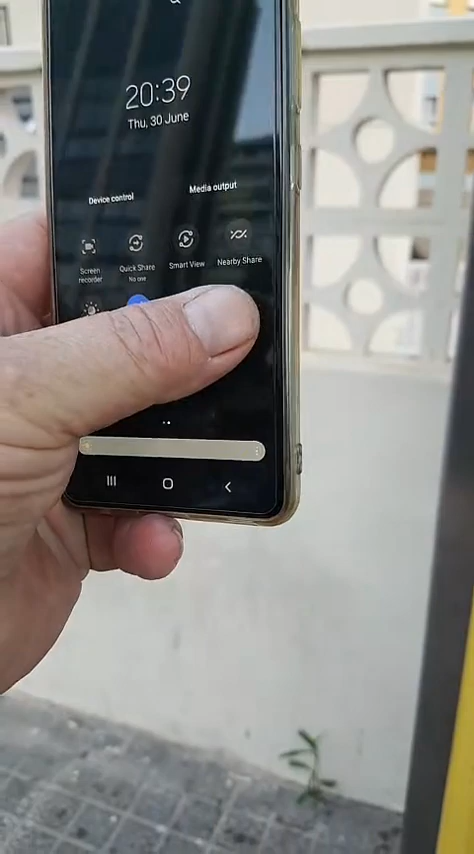 20:39
Thu, 30 June
Device control
Media output
Screen
recorder
Quick Share
No one
Smart View
Nearby Share